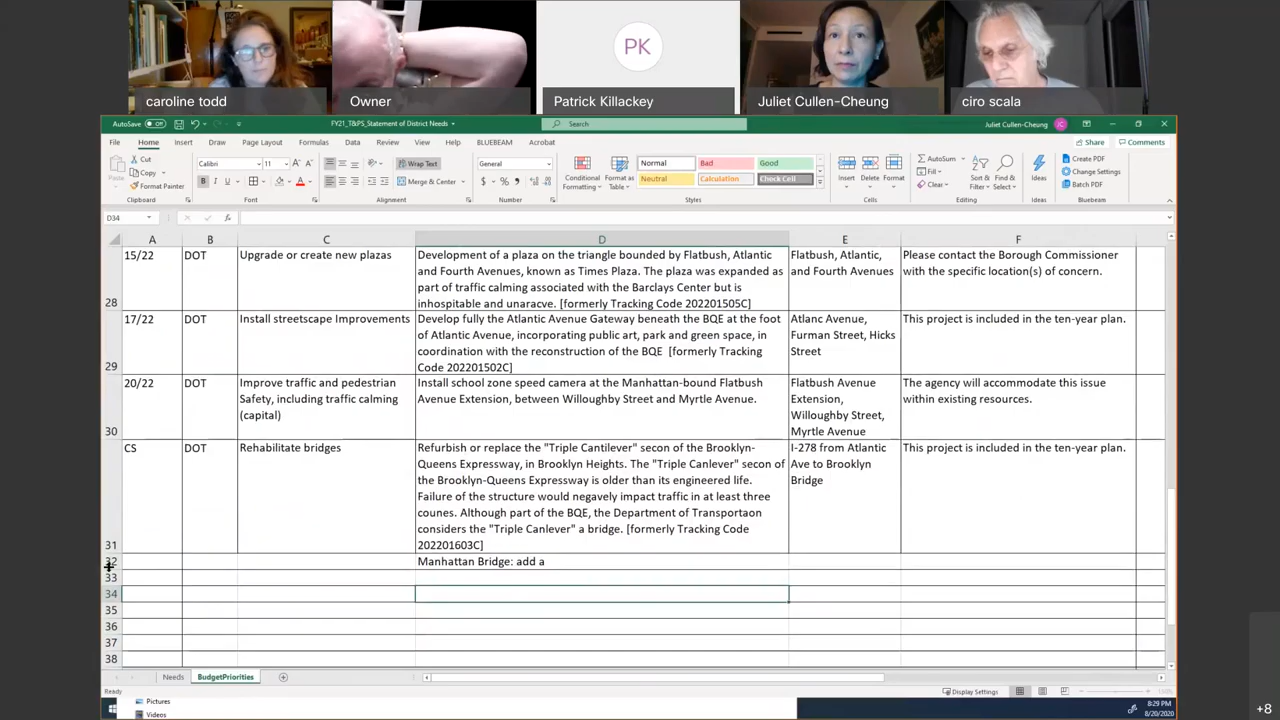 PK
caroline todd
Owner
Patrick Killackey
Juliet Cullen-Cheung
ciro scala
AutoSave Off
FY21_T&PS_Statement of District Needs
Search
Juliet Cullen-Cheung
JC
File Home Insert Draw Page Layout Formulas Data Review View Help BLUEBEAM Acrobat
Share Comments
Paste
Cut
Copy
Format Painter
Clipboard
Calibri 11
B I U
Font
Wrap Text
Merge & Center
Alignment
General
Number
Conditional Formatting
Format as Table
Normal Bad Good
Neutral Calculation Check Cell
Styles
Insert Delete Format
Cells
AutoSum
Fill
Clear
Sort & Filter
Find & Select
Editing
Ideas
Ideas
Create PDF
Change Settings
Batch PDF
Bluebeam
D34
fx
A B C D E F
28
15/22
DOT
Upgrade or create new plazas
Development of a plaza on the triangle bounded by Flatbush, Atlantic
and Fourth Avenues, known as Times Plaza. The plaza was expanded as
part of traffic calming associated with the Barclays Center but is
inhospitable and unaracve. [formerly Tracking Code 202201505C]
Flatbush, Atlantic,
and Fourth Avenues
Please contact the Borough Commissioner
with the specific location(s) of concern.
29
17/22
DOT
Install streetscape Improvements
Develop fully the Atlantic Avenue Gateway beneath the BQE at the foot
of Atlantic Avenue, incorporating public art, park and green space, in
coordination with the reconstruction of the BQE [formerly Tracking
Code 202201502C]
Atlanc Avenue,
Furman Street, Hicks
Street
This project is included in the ten-year plan.
30
20/22
DOT
Improve traffic and pedestrian
Safety, including traffic calming
(capital)
Install school zone speed camera at the Manhattan-bound Flatbush
Avenue Extension, between Willoughby Street and Myrtle Avenue.
Flatbush Avenue
Extension,
Willoughby Street,
Myrtle Avenue
The agency will accommodate this issue
within existing resources.
31
CS
DOT
Rehabilitate bridges
Refurbish or replace the "Triple Cantilever" secon of the Brooklyn-
Queens Expressway, in Brooklyn Heights. The "Triple Canlever" secon of
the Brooklyn-Queens Expressway is older than its engineered life.
Failure of the structure would negavely impact traffic in at least three
counes. Although part of the BQE, the Department of Transportaon
considers the "Triple Canlever" a bridge. [formerly Tracking Code
202201603C]
I-278 from Atlantic
Ave to Brooklyn
Bridge
This project is included in the ten-year plan.
32
Manhattan Bridge: add a
33
34
35
36
37
38
Needs BudgetPriorities
Ready
Display Settings
Pictures
Videos
8:29 PM
8/20/2020
+8